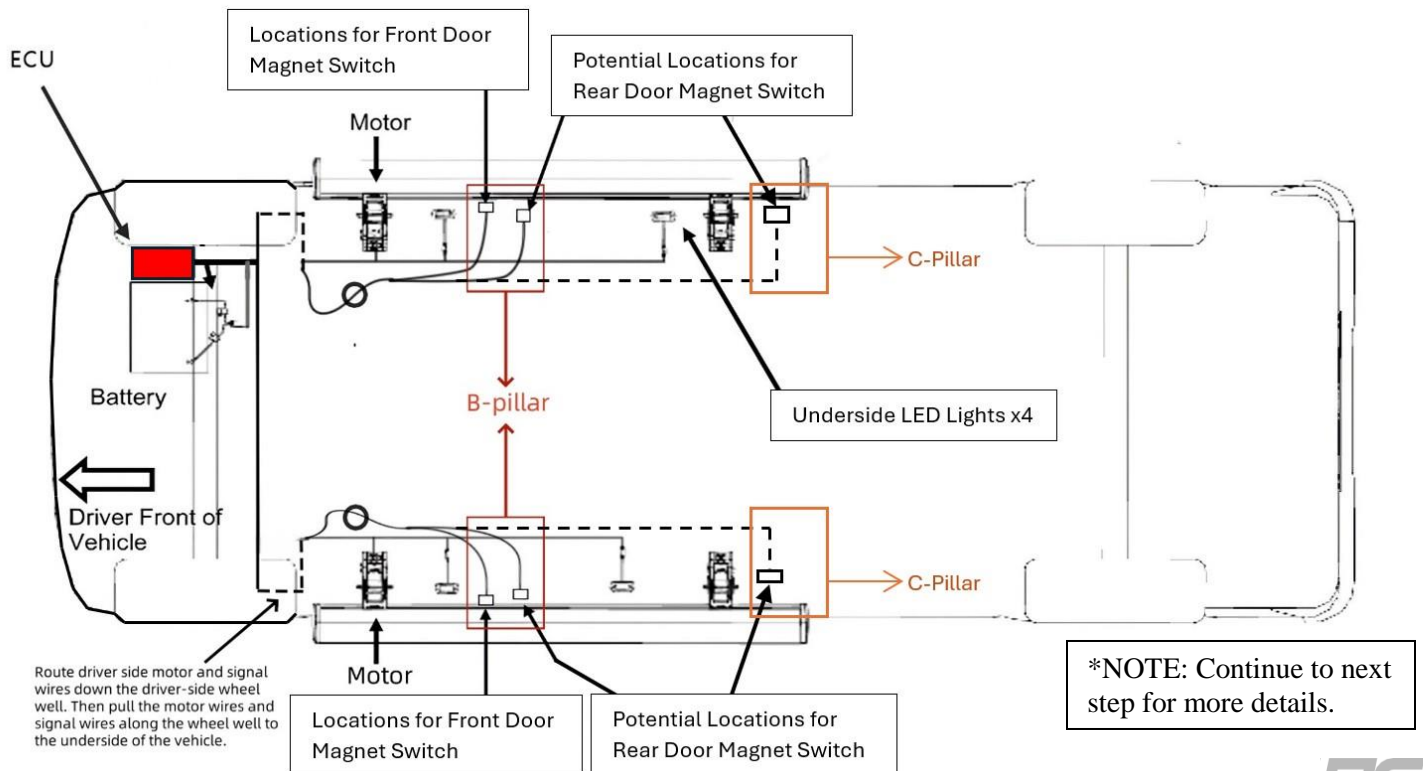 Locations for Front Door
Magnet Switch
ECU
Potential Locations for
Rear Door Magnet Switch
Motor
C-Pillar
Battery
B-pillar
Underside LED Lights x4
Driver Front of
Vehicle
C-Pillar
Route driver side motor and signal
wires down the driver-side wheel
well. Then pull the motor wires and
signal wires along the wheel well to
the underside of the vehicle.
Motor
Locations for Front Door
Magnet Switch
Potential Locations for
Rear Door Magnet Switch
*NOTE: Continue to next
step for more details.